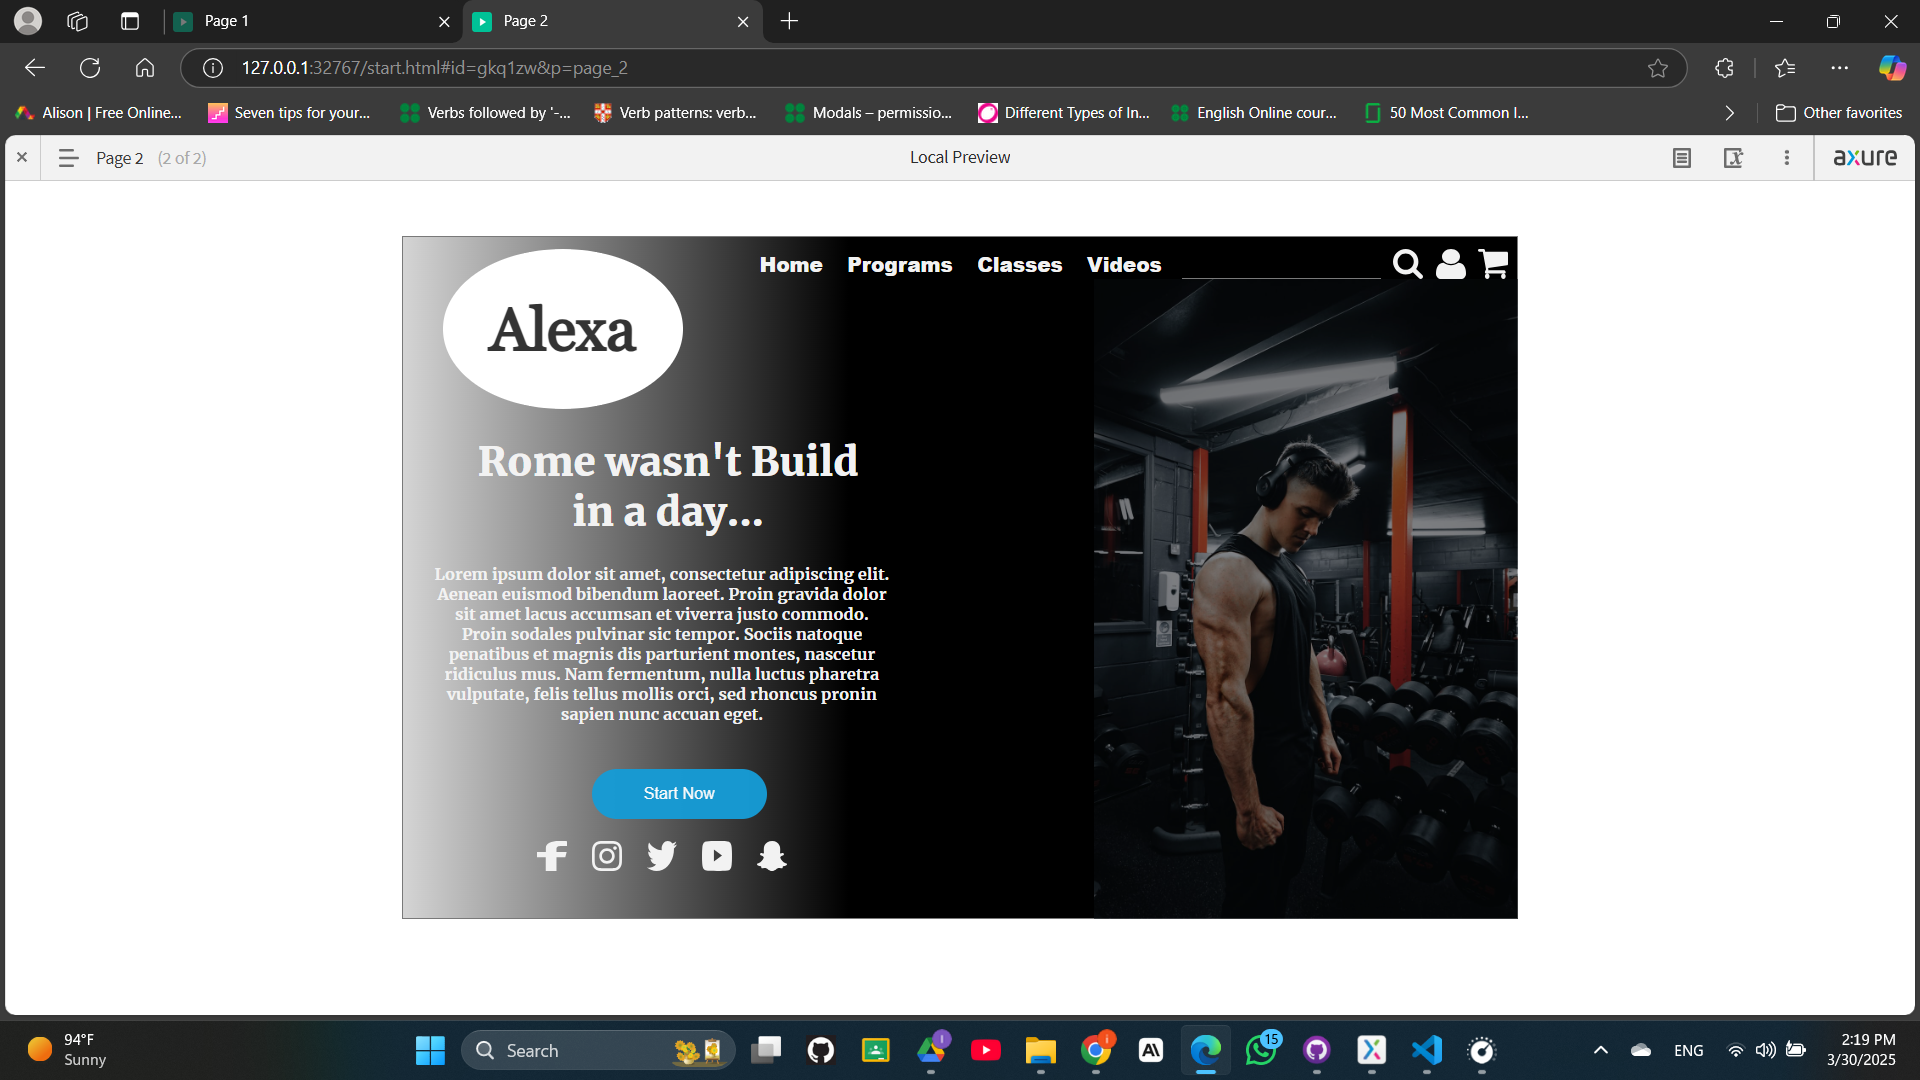 Page 1
Page 2
127.0.0.1:32767/start.html#id=gkq1zw&p=page_2
Alison | Free Online...
Seven tips for your...
Verbs followed by '-...
Verb patterns: verb...
Modals – permissio...
Different Types of In...
English Online cour...
50 Most Common I...
Other favorites
Page 2 (2 of 2)
Local Preview
axure
Home Programs Classes Videos
Alexa
Rome wasn't Build
in a day...
Lorem ipsum dolor sit amet, consectetur adipiscing elit.
Aenean euismod bibendum laoreet. Proin gravida dolor
sit amet lacus accumsan et viverra justo commodo.
Proin sodales pulvinar sic tempor. Sociis natoque
penatibus et magnis dis parturient montes, nascetur
ridiculus mus. Nam fermentum, nulla luctus pharetra
vulputate, felis tellus mollis orci, sed rhoncus pronin
sapien nunc accuan eget.
Start Now
94°F
Sunny
Search
15
ENG
2:19 PM
3/30/2025